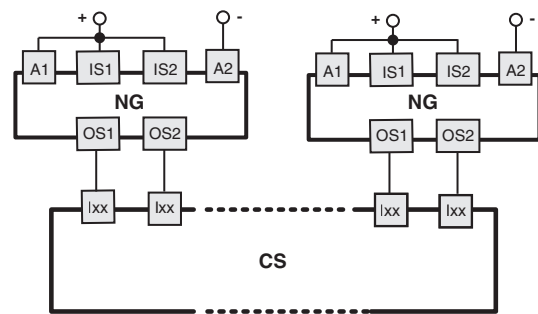 + - + -
A1 IS1 IS2 A2 A1 IS1 IS2 A2
NG NG
OS1 OS2 OS1 OS2
Ixx Ixx Ixx Ixx
CS